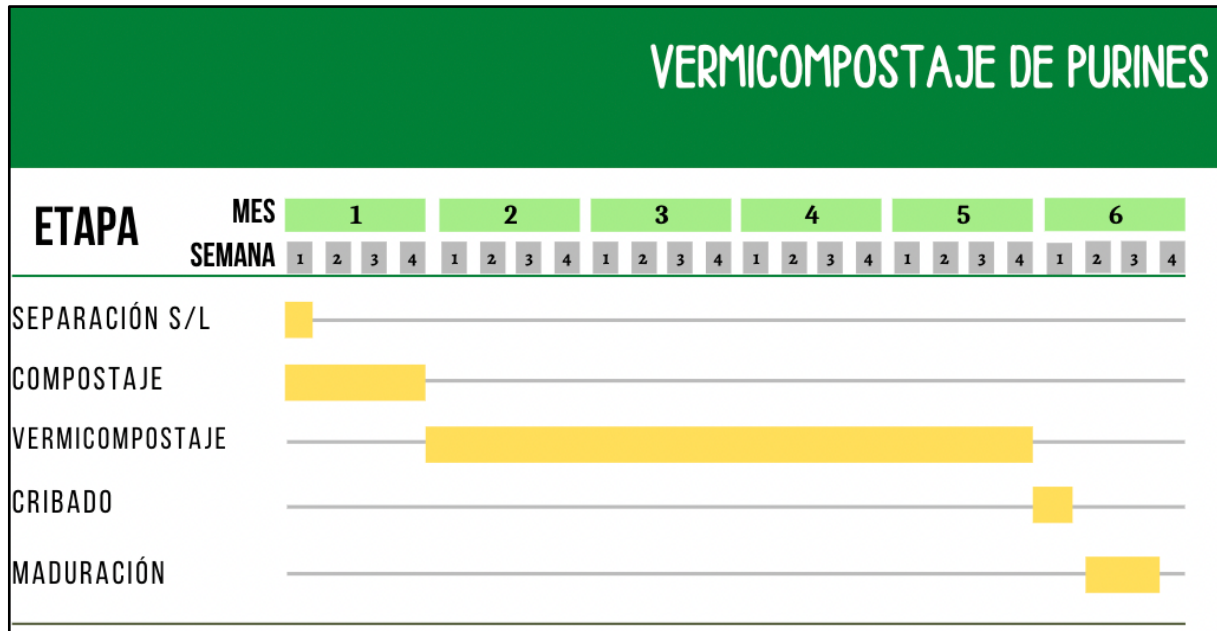 VERMICOMPOSTAJE DE PURINES
ETAPA
MES 1 2 3 4 5 6
SEMANA 1 2 3 4 1 2 3 4 1 2 3 4 1 2 3 4 1 2 3 4 1 2 3 4
SEPARACIÓN S/L
COMPOSTAJE
VERMICOMPOSTAJE
CRIBADO
MADURACIÓN